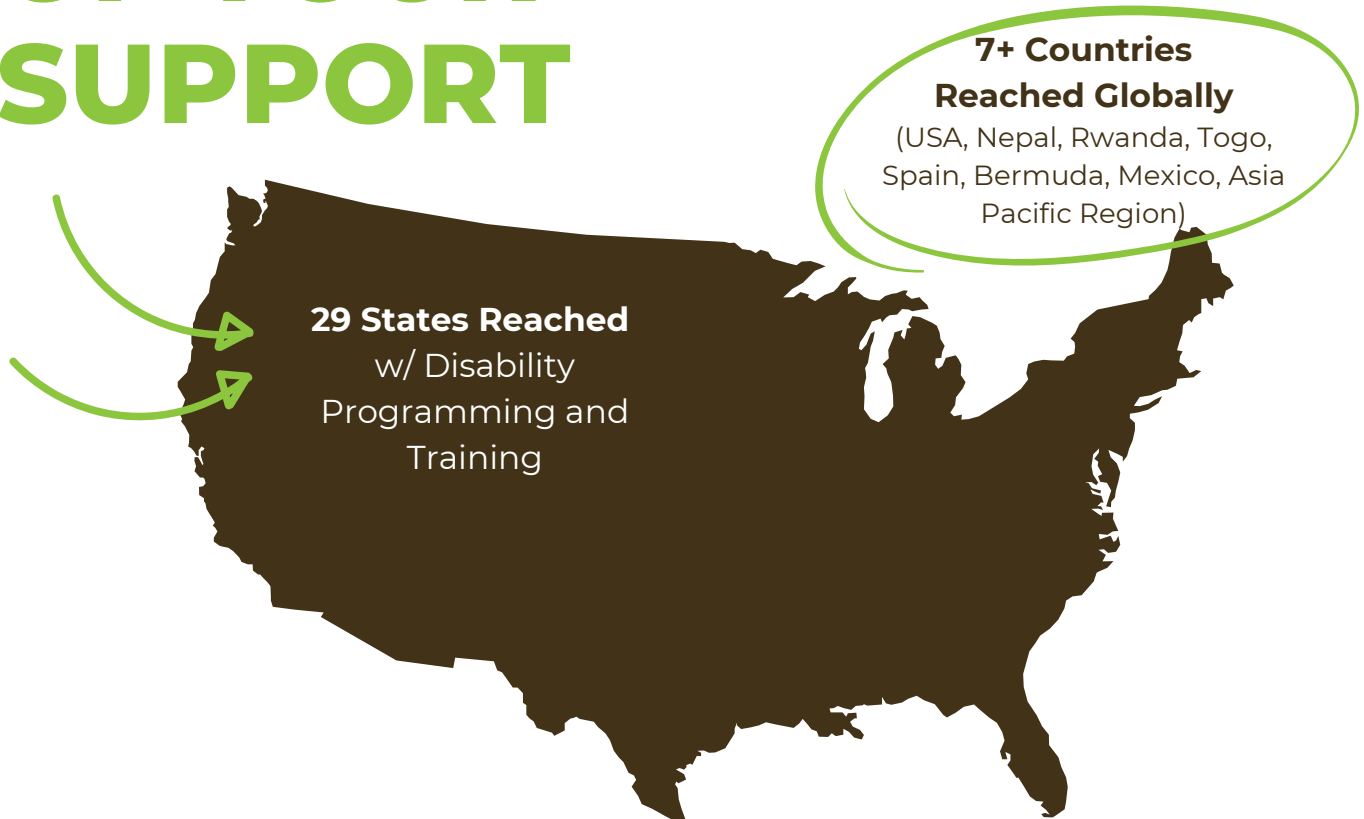 SUPPORT
7+ Countries
Reached Globally
(USA, Nepal, Rwanda, Togo,
Spain, Bermuda, Mexico, Asia
Pacific Region)
29 States Reached
w/ Disability
Programming and
Training